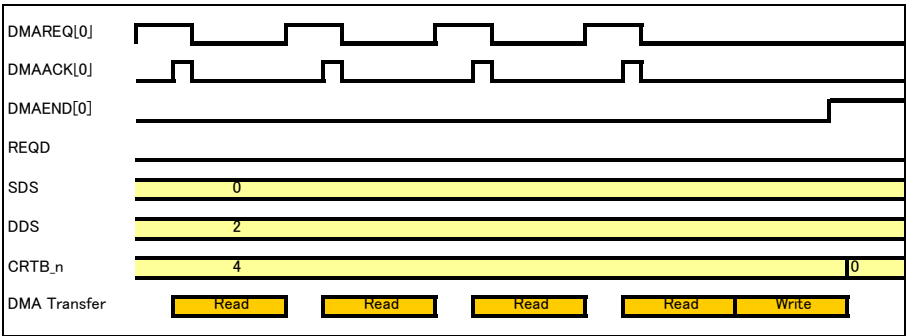 DMAREQ[0]
DMAACK[0]
DMAEND[0]
REQD
SDS 0
DDS 2
CRTB_n 4 0
DMA Transfer Read Read Read Read Write